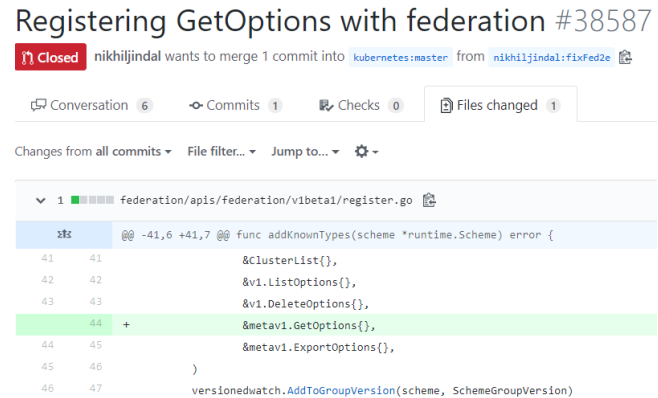 Registering GetOptions with federation #38587
Closed nikhiljindal wants to merge 1 commit into kubernetes:master from nikhiljindal:fixFed2e
Conversation 6 Commits 1 Checks 0 Files changed 1
Changes from all commits File filter... Jump to...
1 federation/apis/federation/v1beta1/register.go
@@ -41,6 +41,7 @@ func addKnownTypes(scheme *runtime.Scheme) error {
41 41 &ClusterList{},
42 42 &v1.ListOptions{},
43 43 &v1.DeleteOptions{},
44 + &metav1.GetOptions{},
44 45 &metav1.ExportOptions{},
45 46 )
46 47 versionedwatch.AddToGroupVersion(scheme, SchemeGroupVersion)